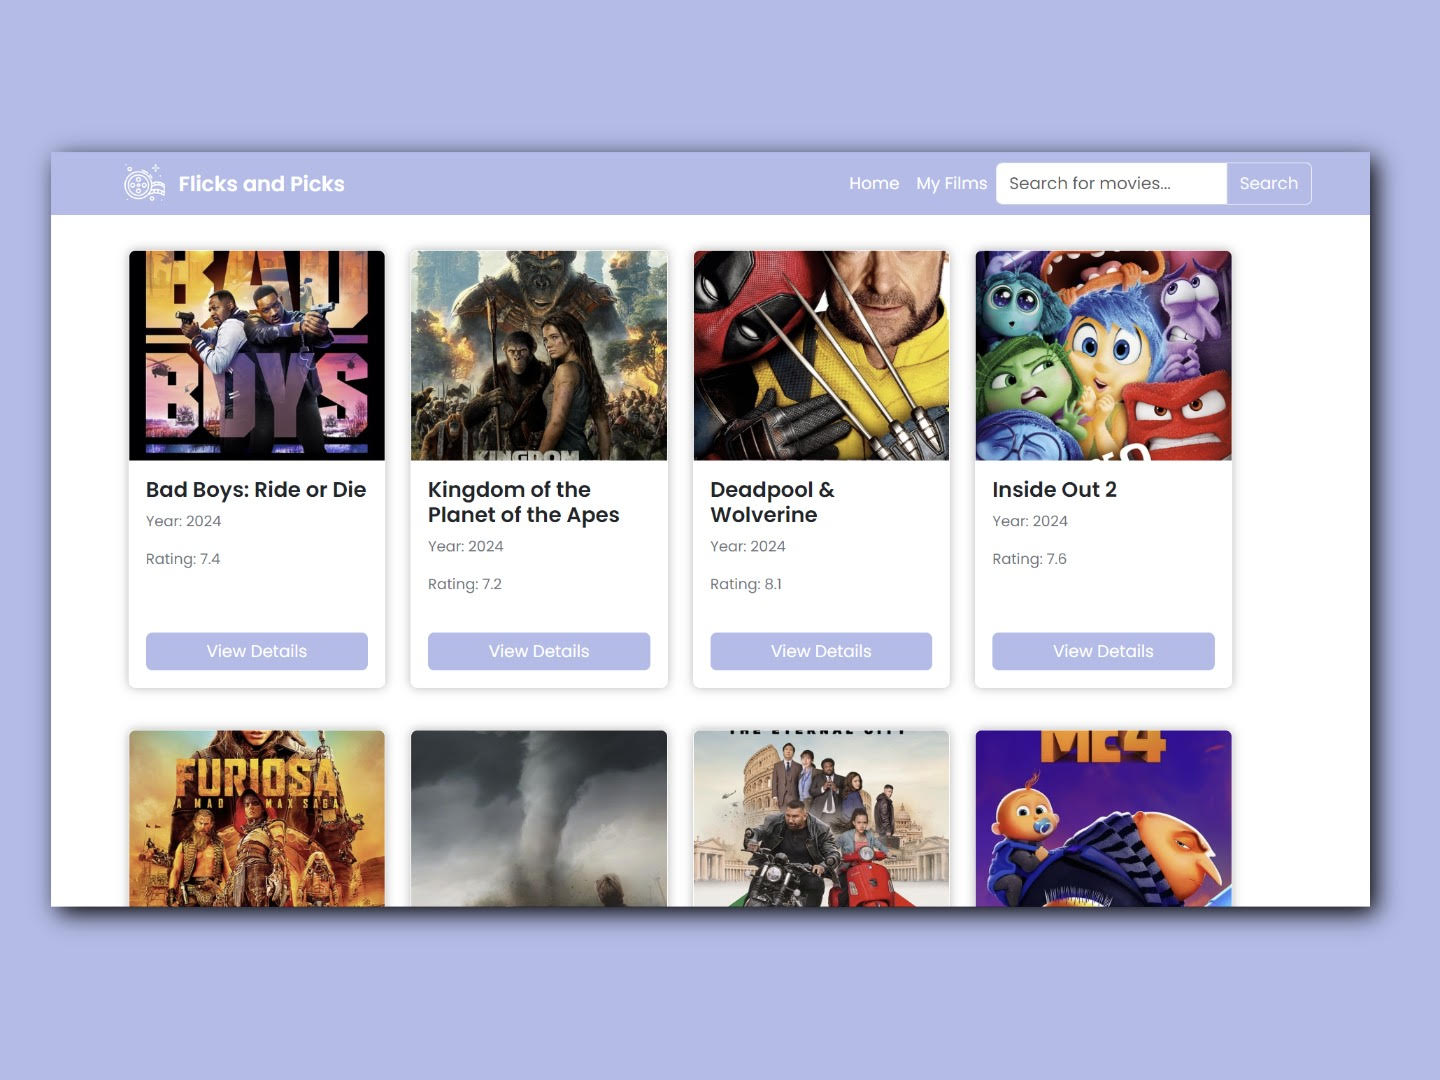 Flicks and Picks
Home
My Films
Search for movies...
Search
BAD
BOYS
KINGDOM
Bad Boys: Ride or Die
Year: 2024
Rating: 7.4
View Details
Kingdom of the
Planet of the Apes
Year: 2024
Rating: 7.2
View Details
Deadpool &
Wolverine
Year: 2024
Rating: 8.1
View Details
Inside Out 2
Year: 2024
Rating: 7.6
View Details
FURIOSA
A MAD MAX SAGA
THE ETERNAL CITY
ME4